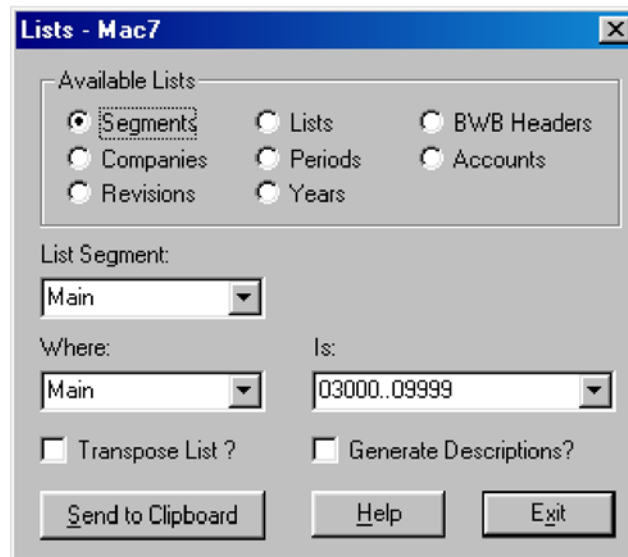 Lists - Mac7
Available Lists
Segments Lists BWB Headers
Companies Periods Accounts
Revisions Years
List Segment:
Main
Where: Is:
Main 03000..09999
Transpose List ? Generate Descriptions?
Send to Clipboard Help Exit